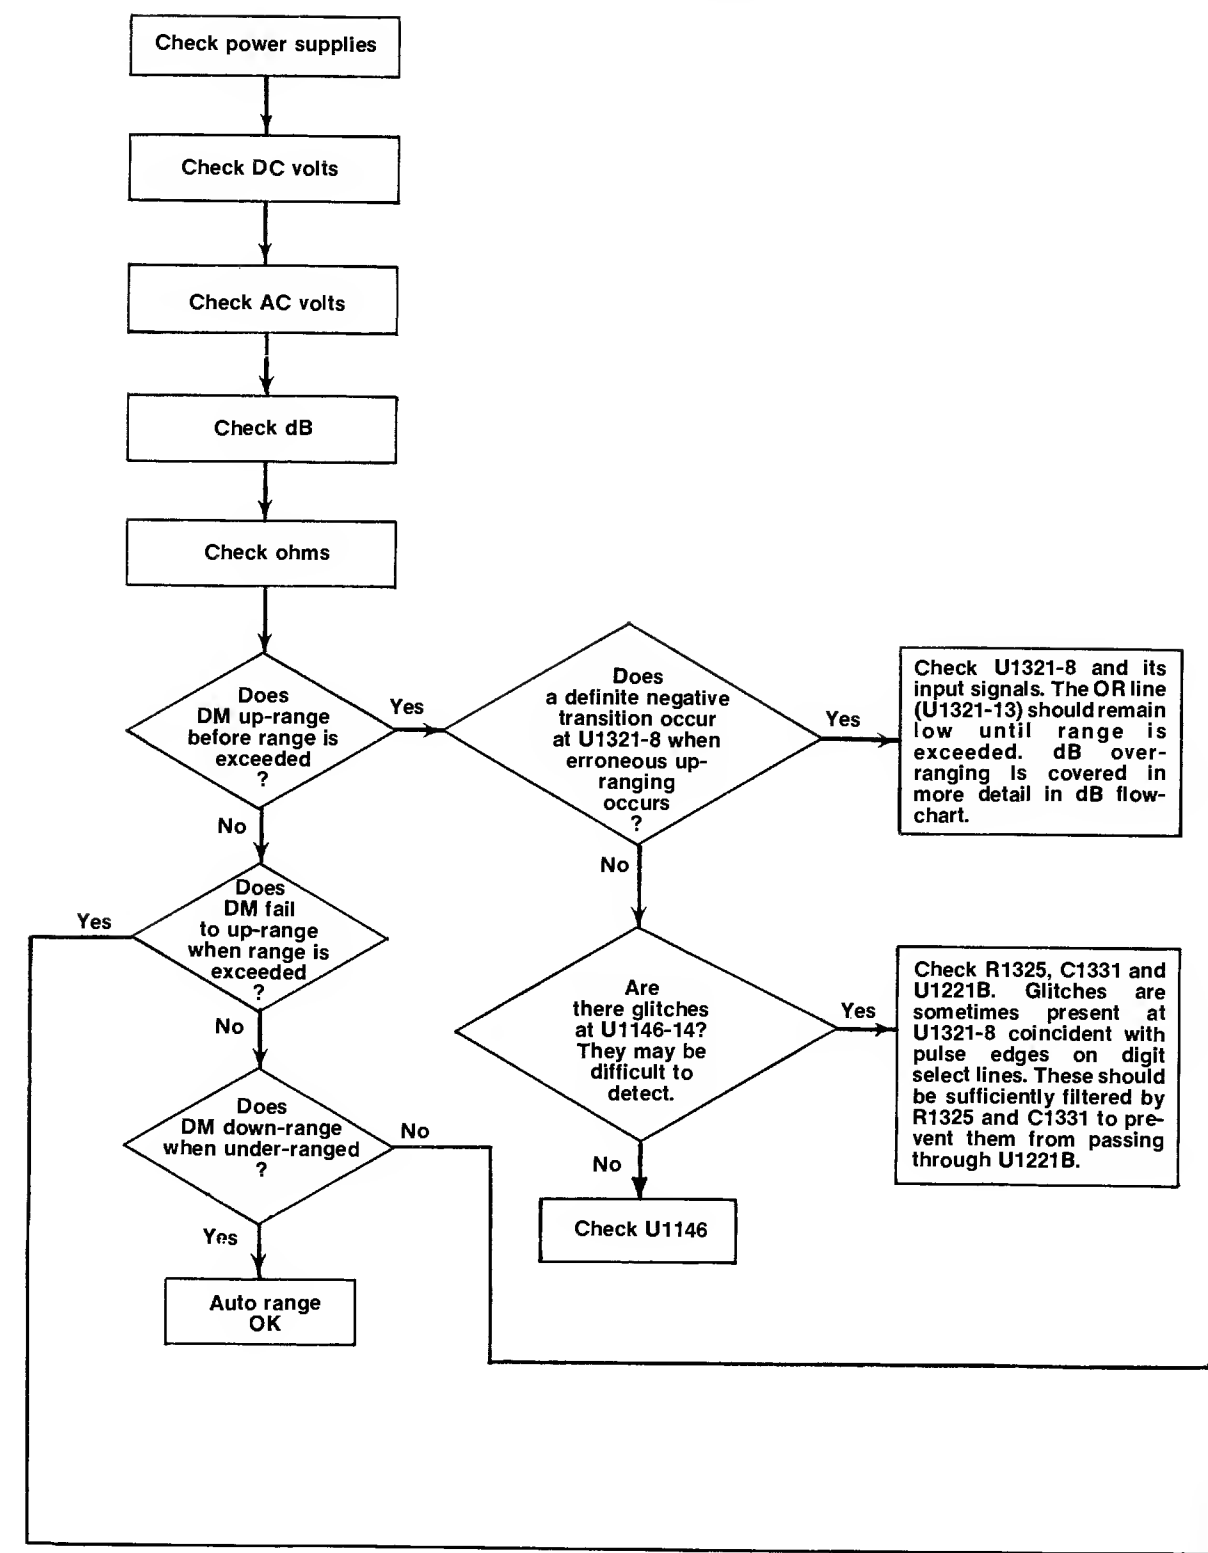 Check power supplies
Check DC volts
Check AC volts
Check dB
Check ohms
Does
DM up-range
before range is
exceeded
?
Yes
No
Does
a definite negative
transition occur
at U1321-8 when
erroneous up-
ranging
occurs
?
Yes
No
Check U1321-8 and its
input signals. The OR line
(U1321-13) should remain
low until range is
exceeded. dB over-
ranging is covered in
more detail in dB flow-
chart.
Does
DM fail
to up-range
when range is
exceeded
?
Yes
No
Are
there glitches
at U1146-14?
They may be
difficult to
detect.
Yes
No
Check R1325, C1331 and
U1221B. Glitches are
sometimes present at
U1321-8 coincident with
pulse edges on digit
select lines. These should
be sufficiently filtered by
R1325 and C1331 to pre-
vent them from passing
through U1221B.
Does
DM down-range
when under-ranged
?
No
Yes
Check U1146
Auto range
OK